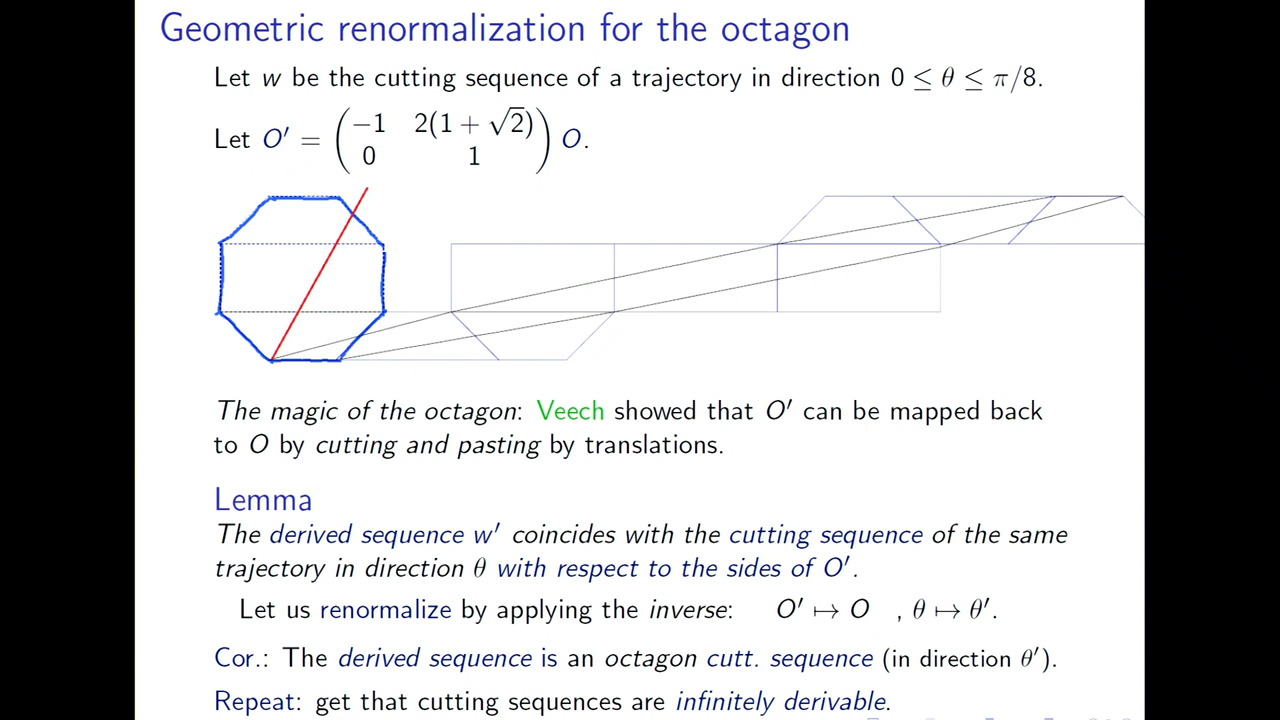 Geometric renormalization for the octagon
Let w be the cutting sequence of a trajectory in direction 0 ≤ θ ≤ π/8.
Let O′ = ( −1 2(1 + √2) ; 0 1 ) O.
The magic of the octagon: Veech showed that O′ can be mapped back
to O by cutting and pasting by translations.
Lemma
The derived sequence w′ coincides with the cutting sequence of the same
trajectory in direction θ with respect to the sides of O′.
Let us renormalize by applying the inverse: O′ ↦ O , θ ↦ θ′.
Cor.: The derived sequence is an octagon cutt. sequence (in direction θ′).
Repeat: get that cutting sequences are infinitely derivable.